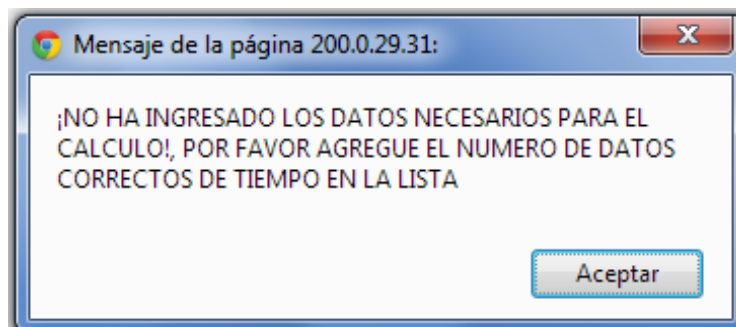 Mensaje de la página 200.0.29.31:
¡NO HA INGRESADO LOS DATOS NECESARIOS PARA EL
CALCULO!, POR FAVOR AGREGUE EL NUMERO DE DATOS
CORRECTOS DE TIEMPO EN LA LISTA
Aceptar